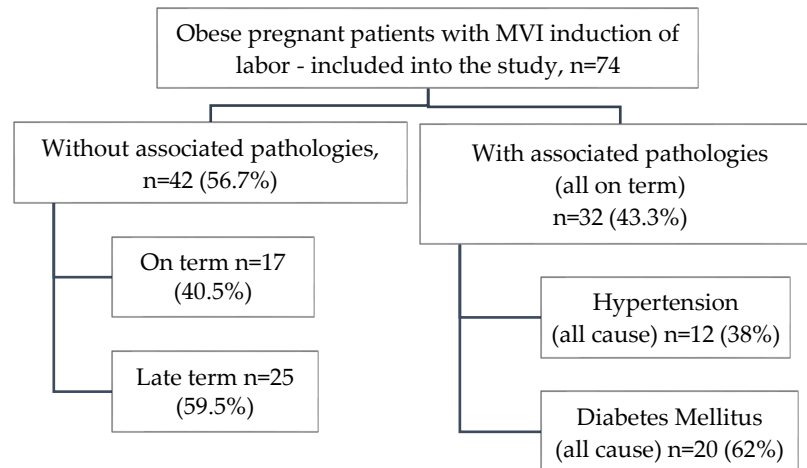 Obese pregnant patients with MVI induction of
labor - included into the study, n=74
Without associated pathologies,
n=42 (56.7%)
On term n=17
(40.5%)
Late term n=25
(59.5%)
With associated pathologies
(all on term)
n=32 (43.3%)
Hypertension
(all cause) n=12 (38%)
Diabetes Mellitus
(all cause) n=20 (62%)